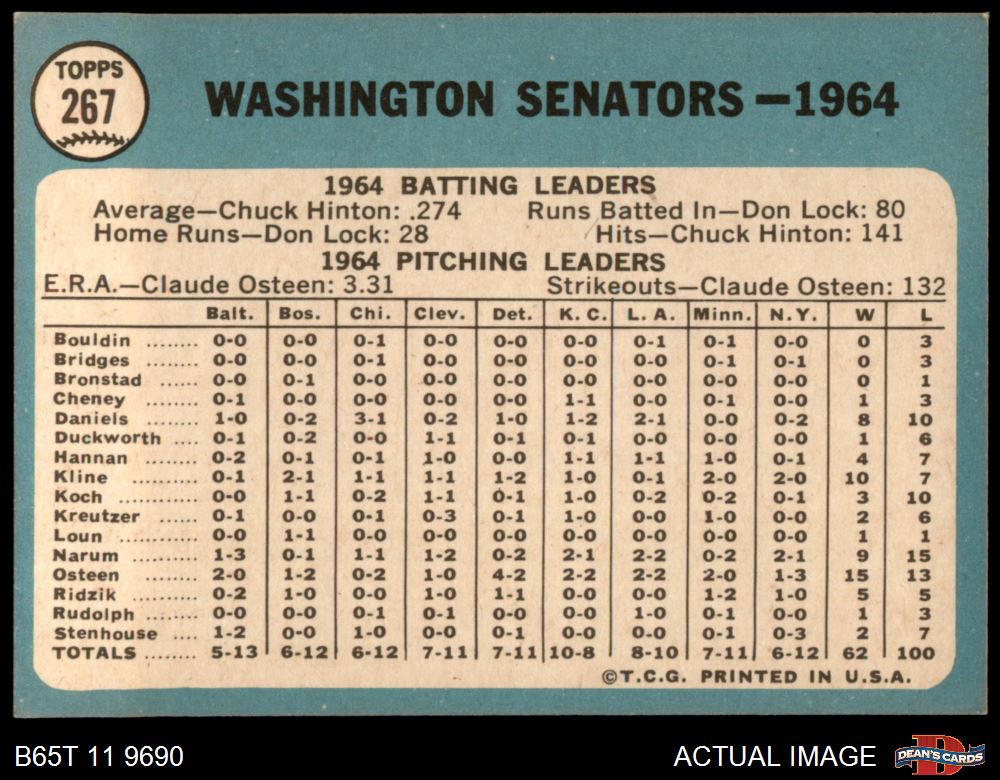 TOPPS
267
WASHINGTON SENATORS—1964
1964 BATTING LEADERS
Average—Chuck Hinton: .274 Runs Batted In—Don Lock: 80
Home Runs—Don Lock: 28 Hits—Chuck Hinton: 141
1964 PITCHING LEADERS
E.R.A.—Claude Osteen: 3.31 Strikeouts—Claude Osteen: 132
Balt. Bos. Chi. Clev. Det. K. C. L. A. Minn. N.Y. W L
Bouldin ........ 0-0 0-0 0-1 0-0 0-0 0-0 0-1 0-1 0-0 0 3
Bridges ........ 0-0 0-0 0-1 0-0 0-0 0-0 0-0 0-1 0-1 0 3
Bronstad ...... 0-0 0-1 0-0 0-0 0-0 0-0 0-0 0-0 0-0 0 1
Cheney ........ 0-1 0-0 0-0 0-0 0-0 1-1 0-0 0-1 0-0 1 3
Daniels ........ 1-0 0-2 3-1 0-2 1-0 1-2 2-1 0-0 0-2 8 10
Duckworth .... 0-1 0-2 0-0 1-1 0-1 0-1 0-0 0-0 0-0 1 6
Hannan ........ 0-2 0-1 0-1 1-0 0-0 1-1 1-1 1-0 0-1 4 7
Kline ............ 0-1 2-1 1-1 1-1 1-2 1-0 0-1 2-0 2-0 10 7
Koch ............ 0-0 1-1 0-2 1-1 0-1 1-0 0-2 0-2 0-1 3 10
Kreutzer ...... 0-1 0-0 0-1 0-3 0-1 1-0 0-0 1-0 0-0 2 6
Loun ............ 0-0 1-1 0-0 0-0 0-0 0-0 0-0 0-0 0-0 1 1
Narum .......... 1-3 0-1 1-1 1-2 0-2 2-1 2-2 0-2 2-1 9 15
Osteen ........ 2-0 1-2 0-2 1-0 4-2 2-2 2-2 2-0 1-3 15 13
Ridzik .......... 0-2 1-0 0-0 1-0 1-1 0-0 0-0 1-2 1-0 5 5
Rudolph ........ 0-0 0-0 0-1 0-1 0-0 0-0 1-0 0-1 0-0 1 3
Stenhouse .... 1-2 0-0 1-0 0-0 0-1 0-0 0-0 0-1 0-3 2 7
TOTALS ........ 5-13 6-12 6-12 7-11 7-11 10-8 8-10 7-11 6-12 62 100
©T.C.G. PRINTED IN U.S.A.
B65T 11 9690 ACTUAL IMAGE D DEAN'S CARDS